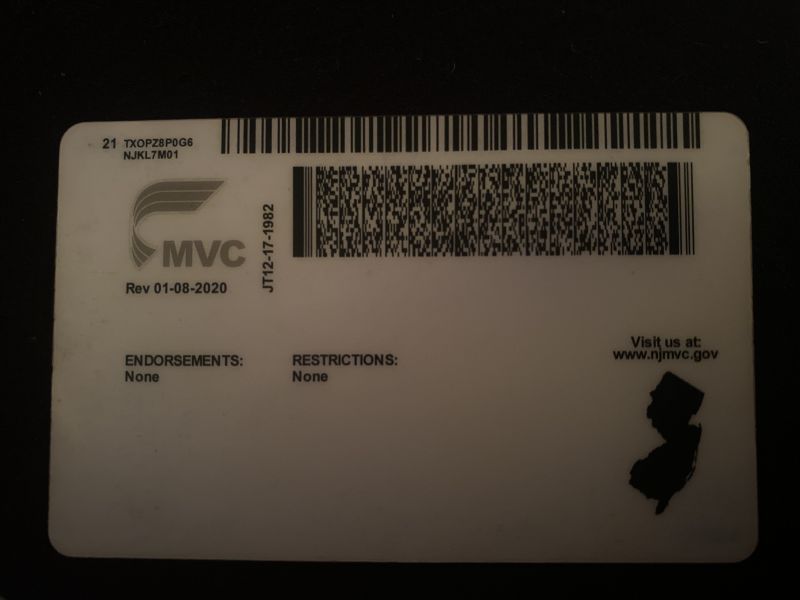 21 TXOPZ8P0G6
NJKL7M01
MVC
JT12-17-1982
Rev 01-08-2020
ENDORSEMENTS:
None
RESTRICTIONS:
None
Visit us at:
www.njmvc.gov